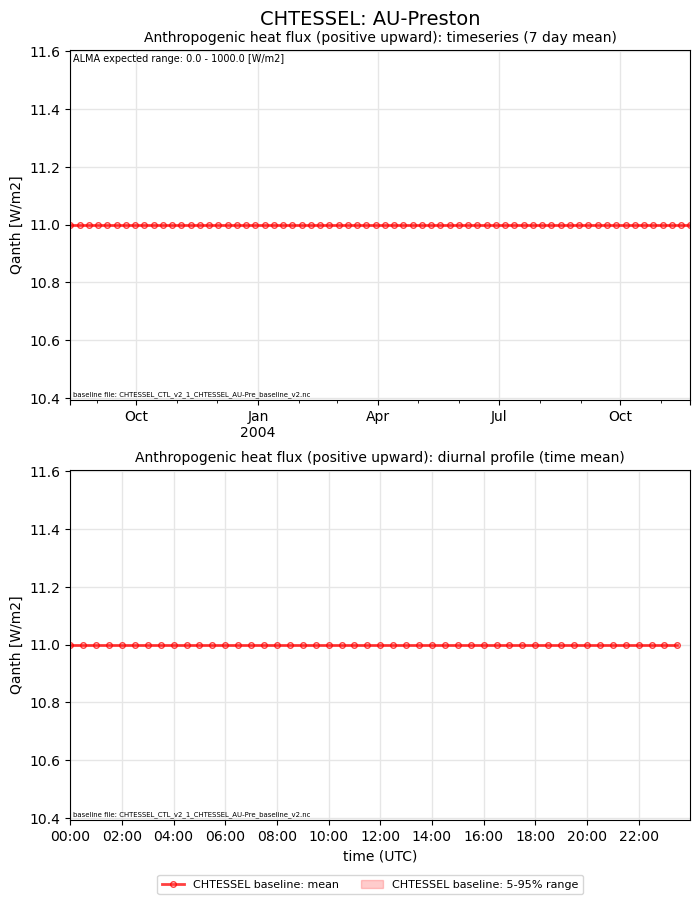 CHTESSEL: AU-Preston
Anthropogenic heat flux (positive upward): timeseries (7 day mean)
ALMA expected range: 0.0 - 1000.0 [W/m2]
11.6
11.4
11.2
11.0
10.8
10.6
10.4
Qanth [W/m2]
baseline file: CHTESSEL_CTL_v2_1_CHTESSEL_AU-Pre_baseline_v2.nc
Oct Jan Apr Jul Oct
2004
Anthropogenic heat flux (positive upward): diurnal profile (time mean)
11.6
11.4
11.2
11.0
10.8
10.6
10.4
Qanth [W/m2]
baseline file: CHTESSEL_CTL_v2_1_CHTESSEL_AU-Pre_baseline_v2.nc
00:00 02:00 04:00 06:00 08:00 10:00 12:00 14:00 16:00 18:00 20:00 22:00
time (UTC)
CHTESSEL baseline: mean CHTESSEL baseline: 5-95% range